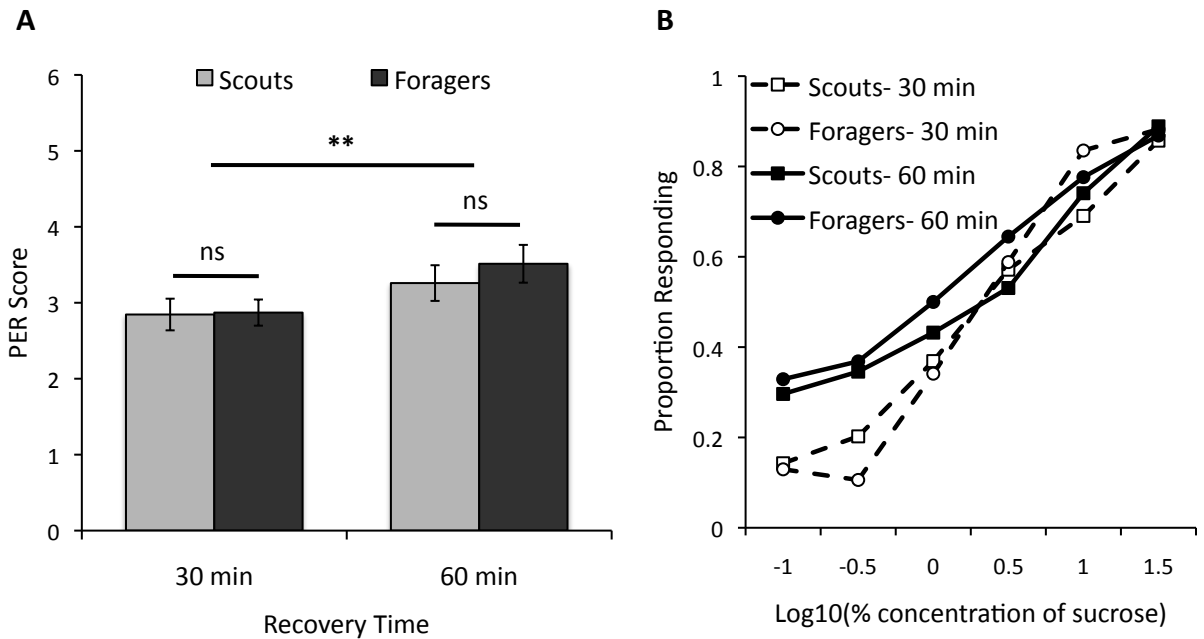 A
Scouts
Foragers
**
ns
ns
PER Score
6
5
4
3
2
1
0
30 min
60 min
Recovery Time
B
Scouts- 30 min
Foragers- 30 min
Scouts- 60 min
Foragers- 60 min
Proportion Responding
1
0.8
0.6
0.4
0.2
0
-1 -0.5 0 0.5 1 1.5
Log10(% concentration of sucrose)